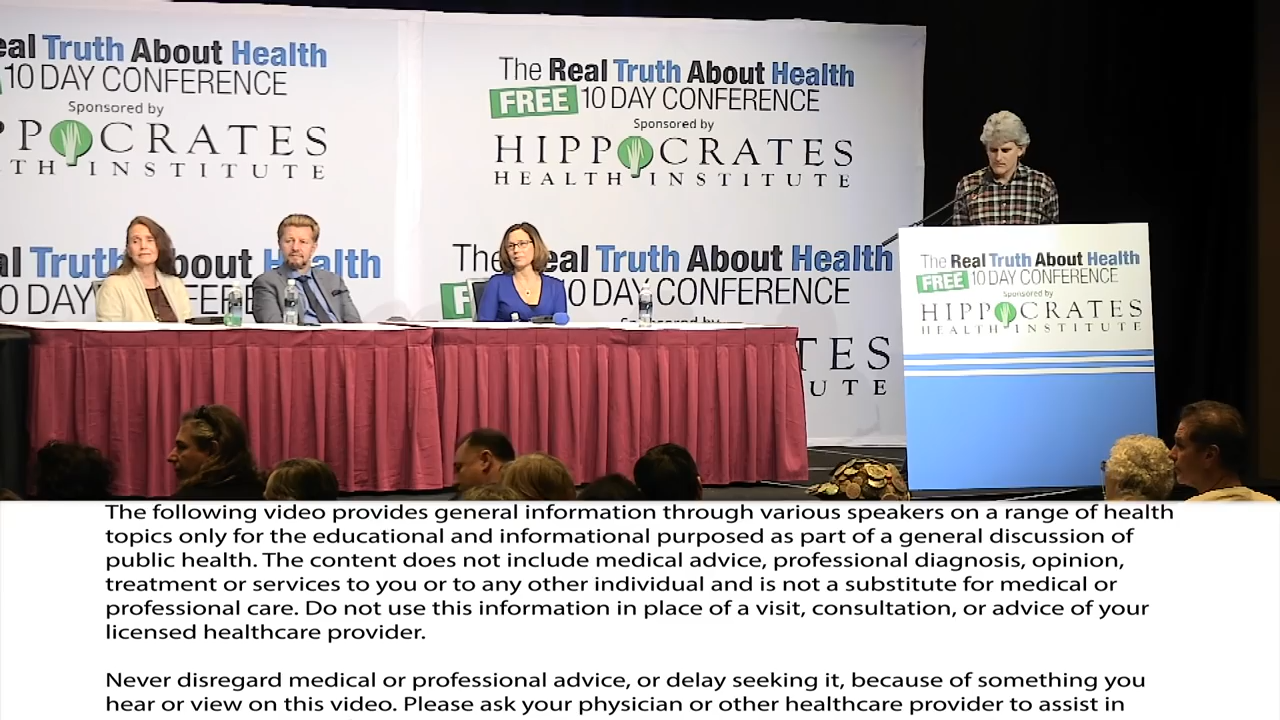 eal Truth About Health
10 DAY CONFERENCE
Sponsored by
PPOCRATES
TH INSTITUTE
The Real Truth About Health
FREE 10 DAY CONFERENCE
Sponsored by
HIPPOCRATES
HEALTH INSTITUTE
al Truth bout Health
0 DAY
The Real Truth About Health
F 10 DAY CONFERENCE
Sponsored by
TES
UTE
The Real Truth About Health
FREE 10 DAY CONFERENCE
Sponsored by
HIPPOCRATES
HEALTH INSTITUTE
The following video provides general information through various speakers on a range of health
topics only for the educational and informational purposed as part of a general discussion of
public health. The content does not include medical advice, professional diagnosis, opinion,
treatment or services to you or to any other individual and is not a substitute for medical or
professional care. Do not use this information in place of a visit, consultation, or advice of your
licensed healthcare provider.
Never disregard medical or professional advice, or delay seeking it, because of something you
hear or view on this video. Please ask your physician or other healthcare provider to assist in